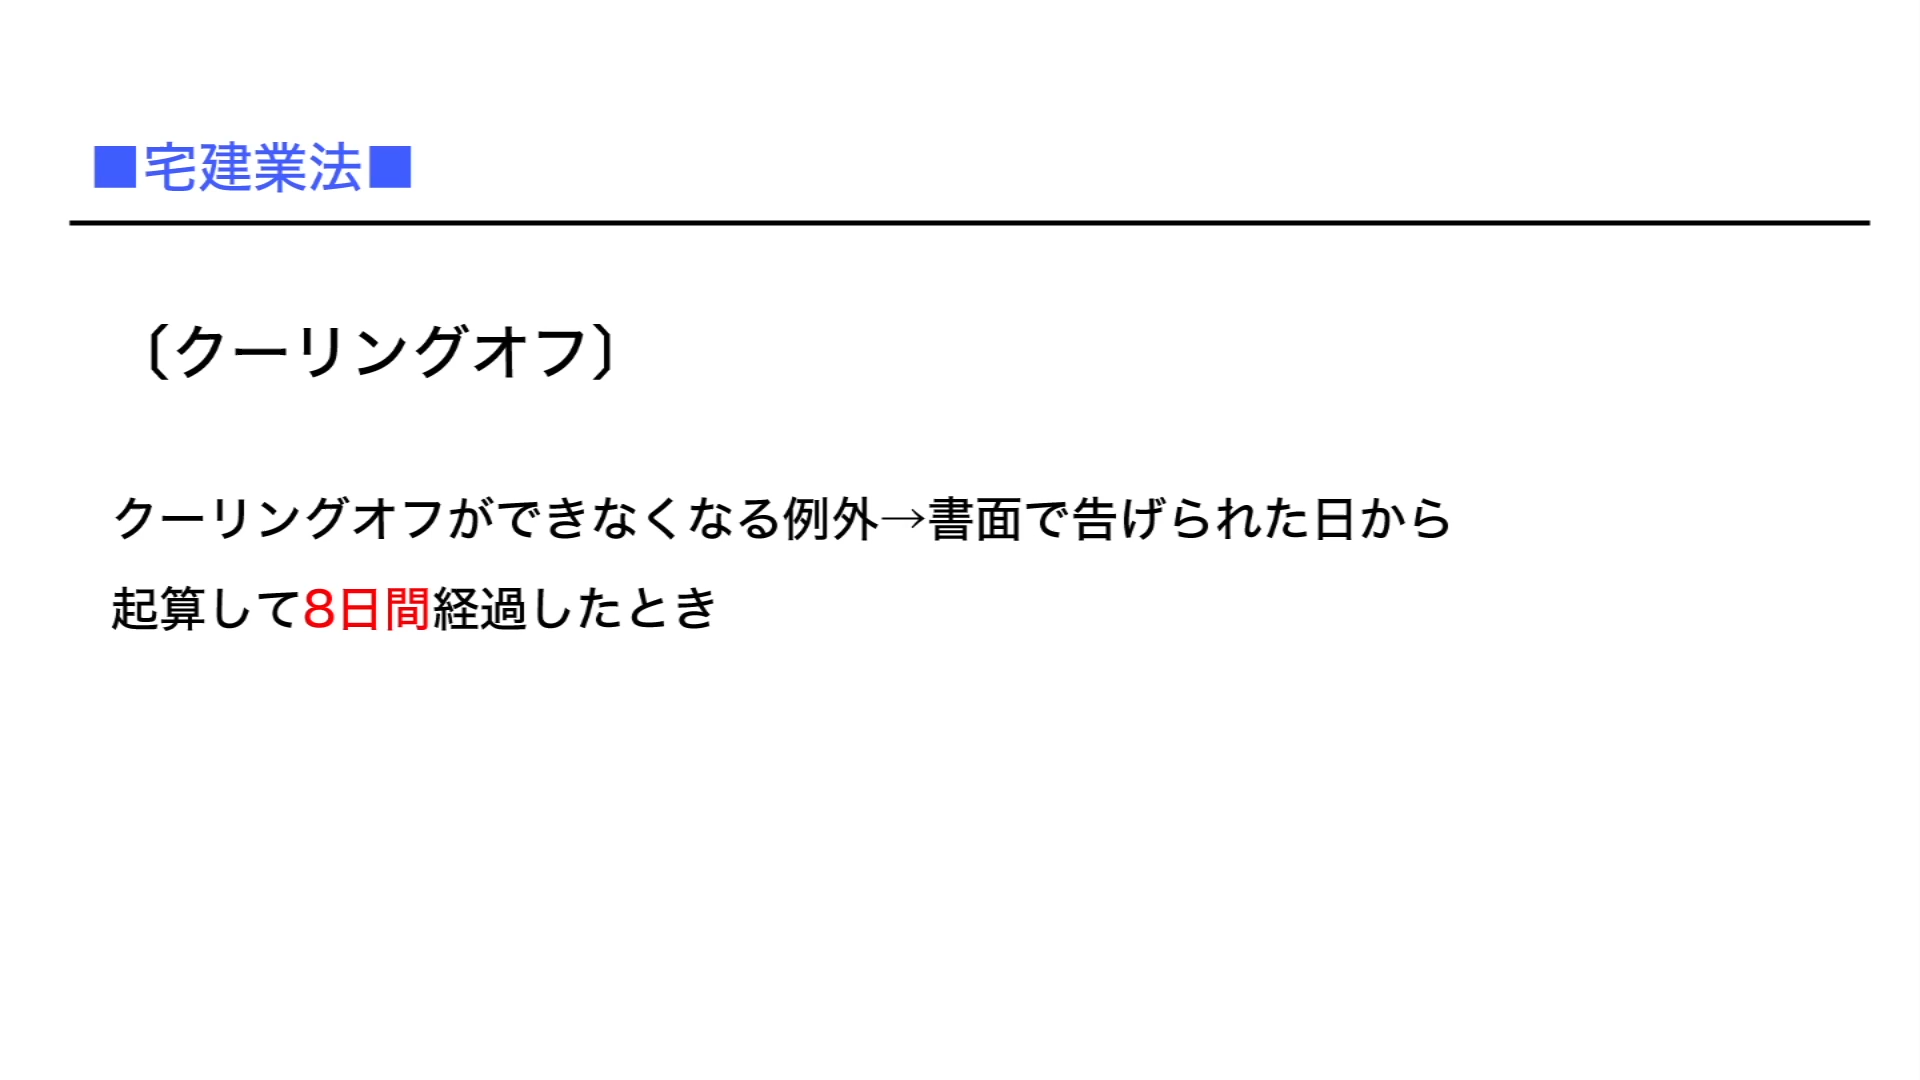 ■宅建業法■
〔クーリングオフ〕
クーリングオフができなくなる例外→書面で告げられた日から
起算して8日間経過したとき